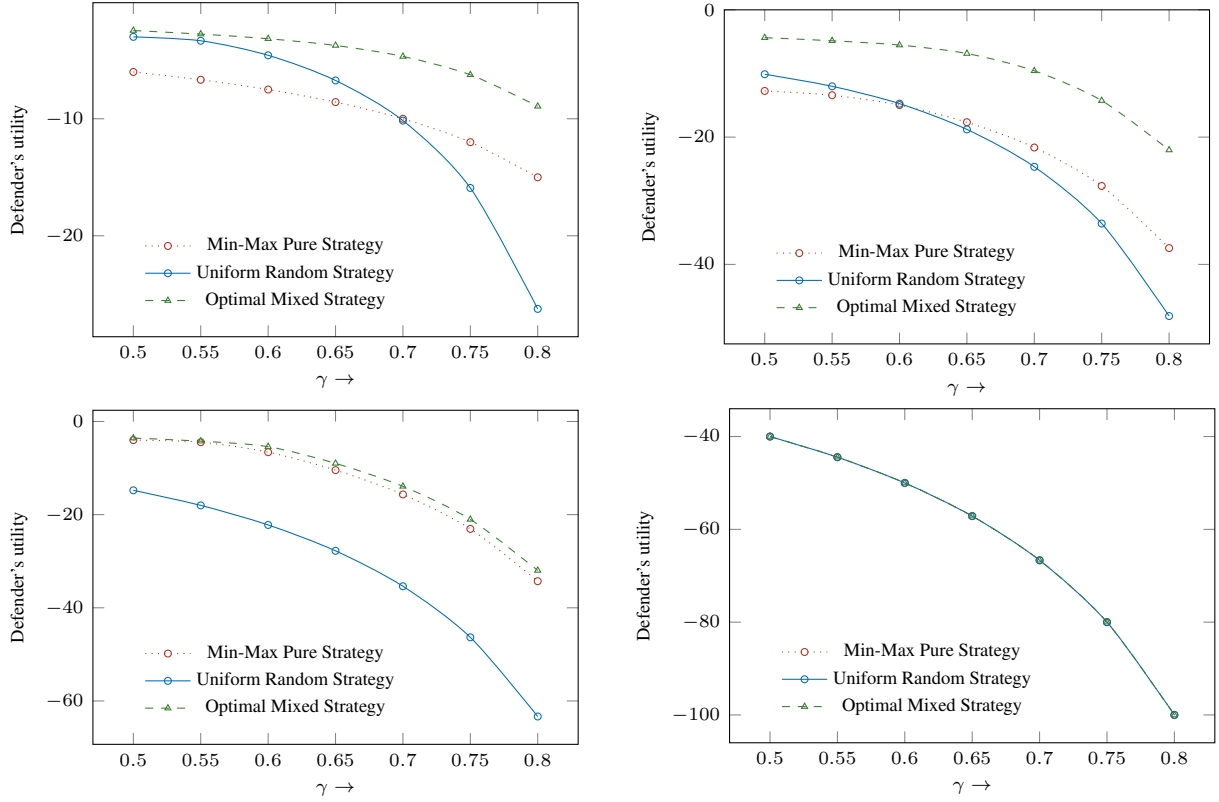 −10
−20
Defender's utility
Min-Max Pure Strategy
Uniform Random Strategy
Optimal Mixed Strategy
0.5 0.55 0.6 0.65 0.7 0.75 0.8
γ →
0
−20
−40
Defender's utility
Min-Max Pure Strategy
Uniform Random Strategy
Optimal Mixed Strategy
0.5 0.55 0.6 0.65 0.7 0.75 0.8
γ →
0
−20
−40
−60
Defender's utility
Min-Max Pure Strategy
Uniform Random Strategy
Optimal Mixed Strategy
0.5 0.55 0.6 0.65 0.7 0.75 0.8
γ →
−40
−60
−80
−100
Defender's utility
Min-Max Pure Strategy
Uniform Random Strategy
Optimal Mixed Strategy
0.5 0.55 0.6 0.65 0.7 0.75 0.8
γ →